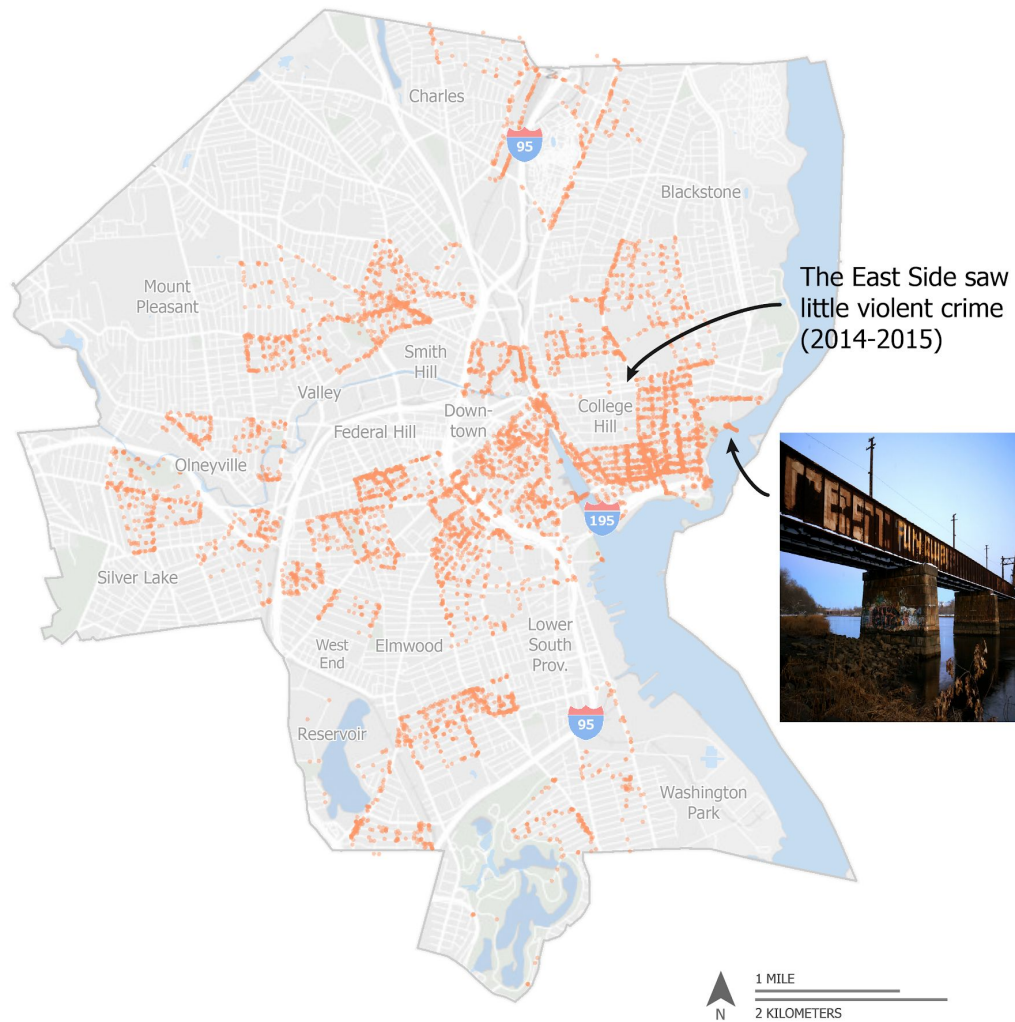 Charles
95
Blackstone
The East Side saw
little violent crime
(2014-2015)
Mount
Pleasant
Smith
Hill
Valley
Down-
town
College
Hill
Federal Hill
Olneyville
195
Silver Lake
West
End
Elmwood
Lower
South
Prov.
Reservoir
95
Washington
Park
N
1 MILE
2 KILOMETERS